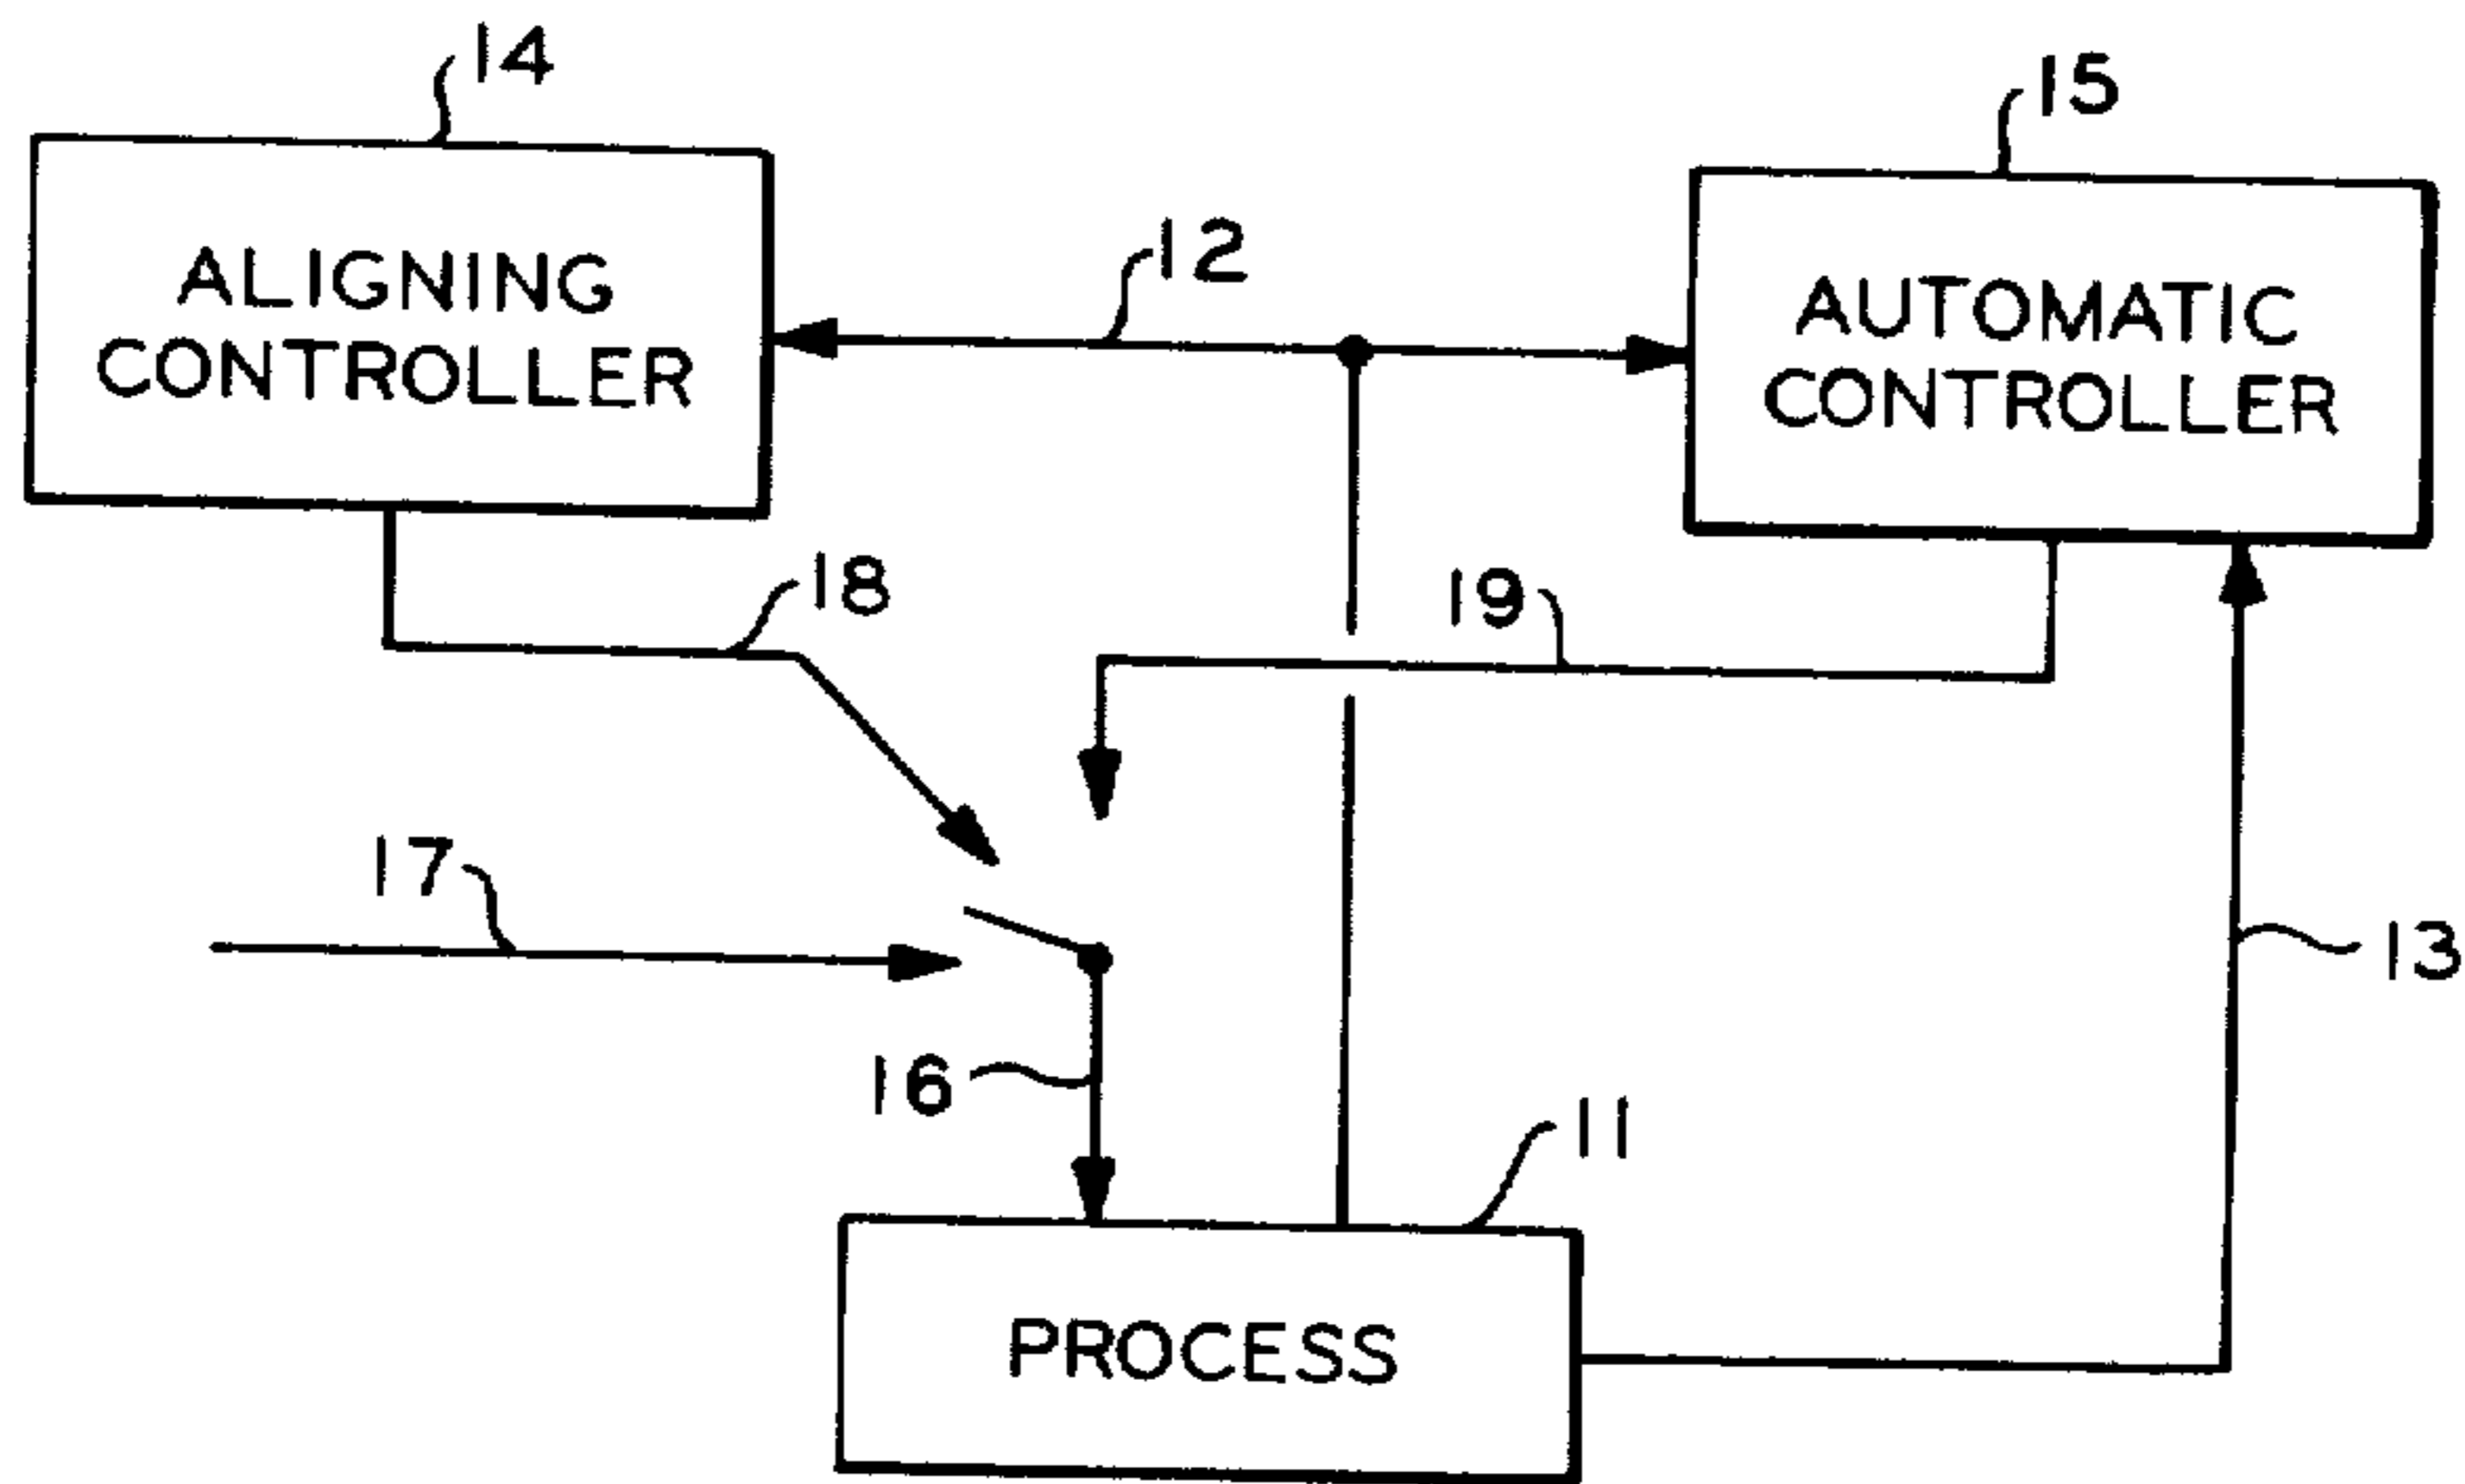 14
15
12
ALIGNING
CONTROLLER
AUTOMATIC
CONTROLLER
18
19
17
13
16
11
PROCESS